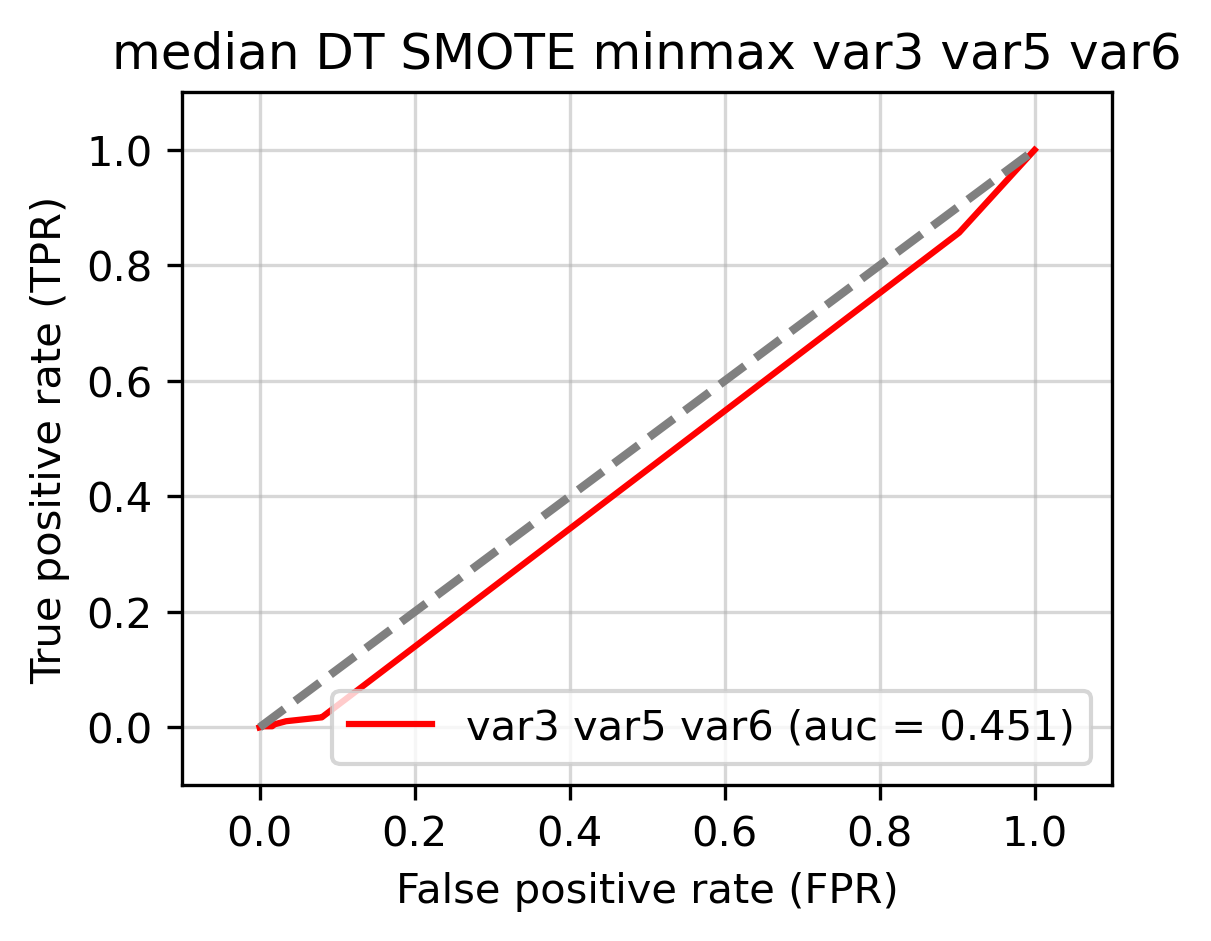 median DT SMOTE minmax var3 var5 var6
True positive rate (TPR)
1.0
0.8
0.6
0.4
0.2
0.0
var3 var5 var6 (auc = 0.451)
0.0 0.2 0.4 0.6 0.8 1.0
False positive rate (FPR)